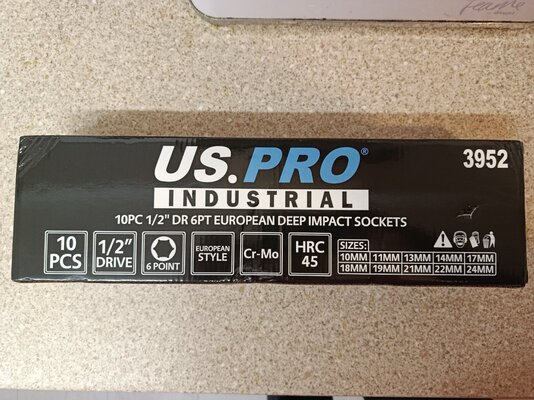 US.PRO®
3952
INDUSTRIAL
10PC 1/2" DR 6PT EUROPEAN DEEP IMPACT SOCKETS
10 PCS
1/2" DRIVE
6 POINT
EUROPEAN STYLE
Cr-Mo
HRC 45
SIZES:
10MM 11MM 13MM 14MM 17MM
18MM 19MM 21MM 22MM 24MM